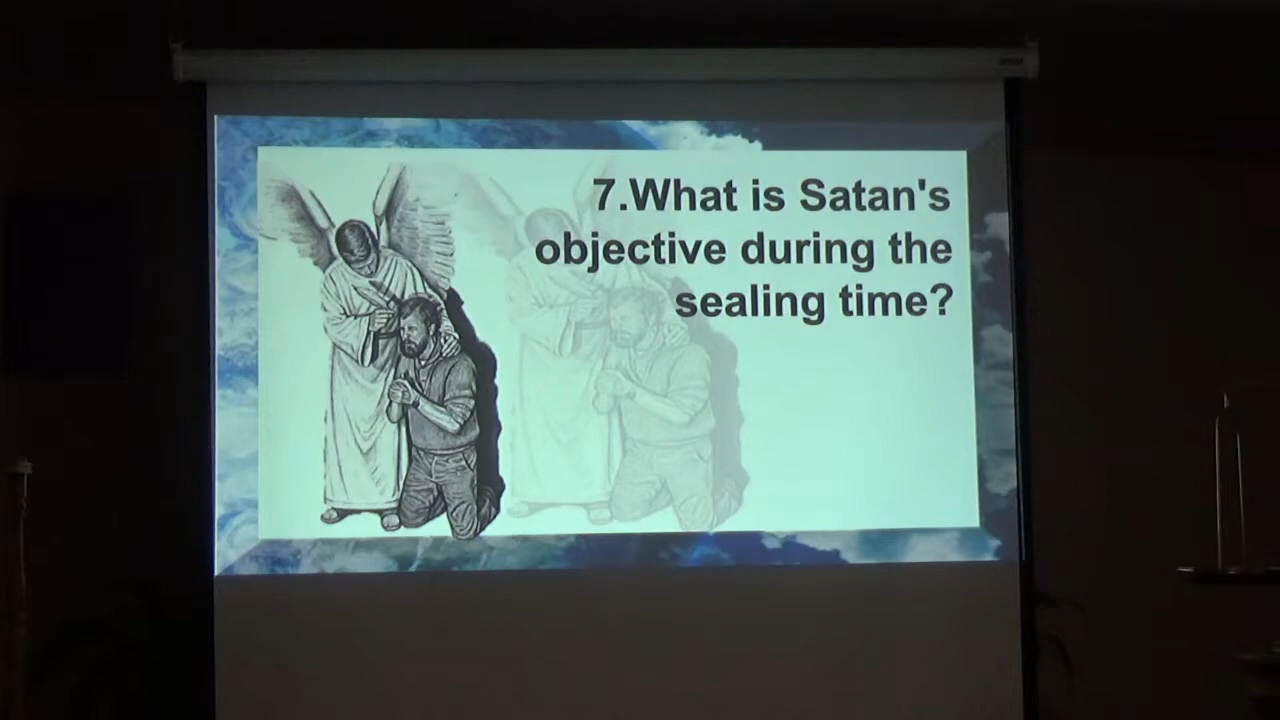 7.What is Satan's
objective during the
sealing time?